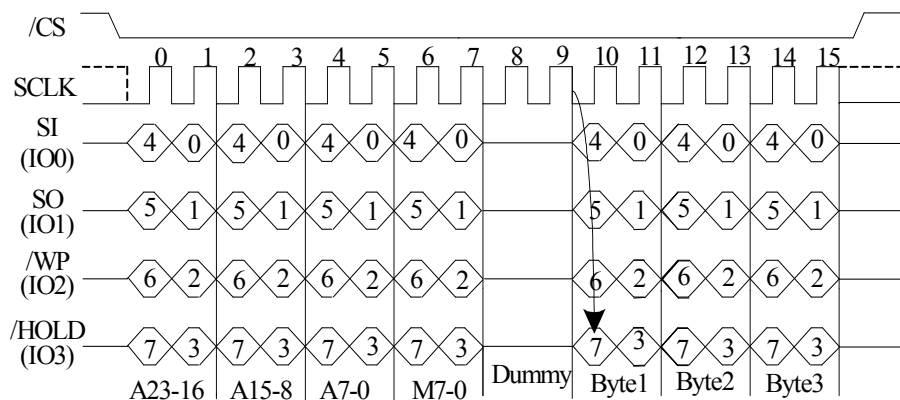 /CS
0 1 2 3 4 5 6 7 8 9 10 11 12 13 14 15
SCLK
SI
(IO0)
4 0 4 0 4 0 4 0 4 0 4 0 4 0
SO
(IO1)
5 1 5 1 5 1 5 1 5 1 5 1 5 1
/WP
(IO2)
6 2 6 2 6 2 6 2 6 2 6 2 6 2
/HOLD
(IO3)
7 3 7 3 7 3 7 3 7 3 7 3 7 3
A23-16 A15-8 A7-0 M7-0 Dummy Byte1 Byte2 Byte3